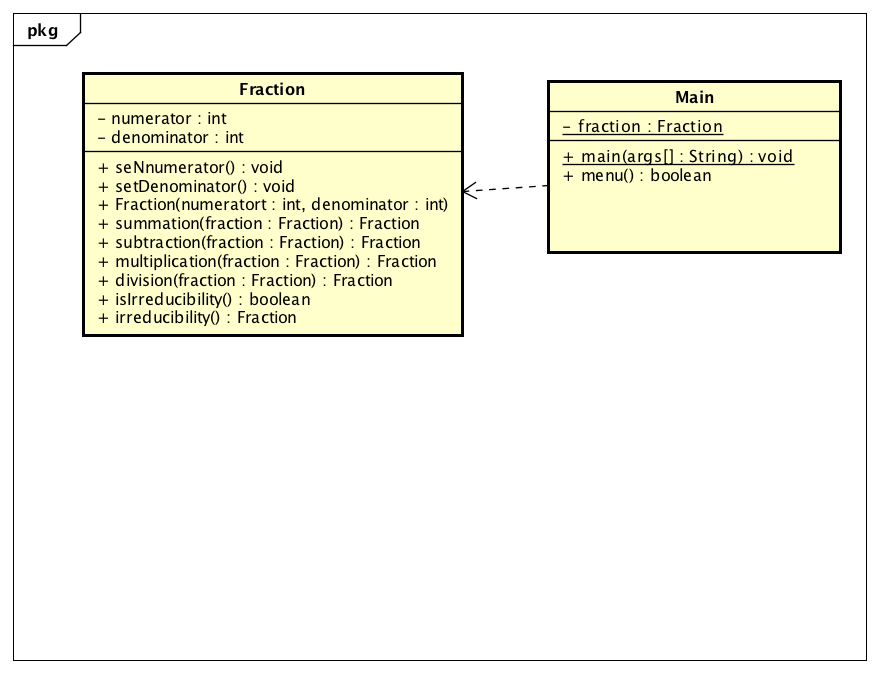 pkg
Fraction
- numerator : int
- denominator : int
+ seNnumerator() : void
+ setDenominator() : void
+ Fraction(numeratort : int, denominator : int)
+ summation(fraction : Fraction) : Fraction
+ subtraction(fraction : Fraction) : Fraction
+ multiplication(fraction : Fraction) : Fraction
+ division(fraction : Fraction) : Fraction
+ isIrreducibility() : boolean
+ irreducibility() : Fraction
Main
- fraction : Fraction
+ main(args[] : String) : void
+ menu() : boolean